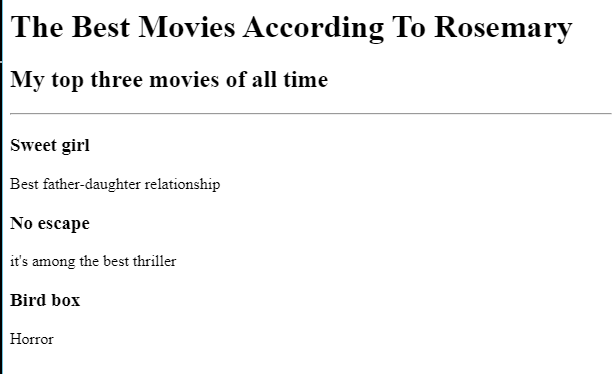 The Best Movies According To Rosemary
My top three movies of all time
Sweet girl
Best father-daughter relationship
No escape
it's among the best thriller
Bird box
Horror